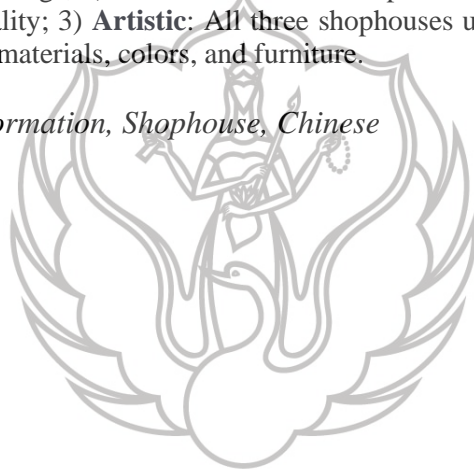 ality; 3) Artistic: All three shophouses u
materials, colors, and furniture.
ormation, Shophouse, Chinese